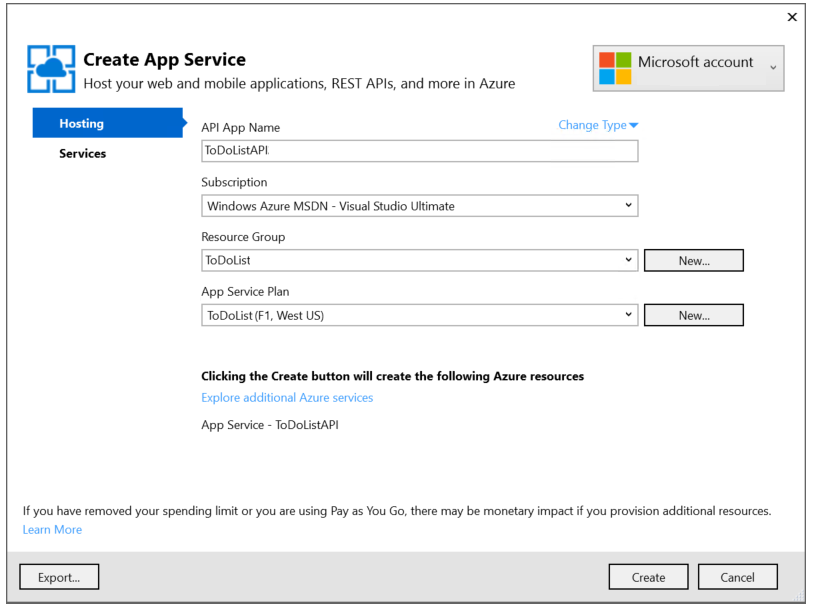 Create App Service
Host your web and mobile applications, REST APIs, and more in Azure
Microsoft account
Hosting
Services
API App Name
Change Type
ToDoListAPI
Subscription
Windows Azure MSDN - Visual Studio Ultimate
Resource Group
ToDoList
New...
App Service Plan
ToDoList (F1, West US)
New...
Clicking the Create button will create the following Azure resources
Explore additional Azure services
App Service - ToDoListAPI
If you have removed your spending limit or you are using Pay as You Go, there may be monetary impact if you provision additional resources.
Learn More
Export...
Create
Cancel